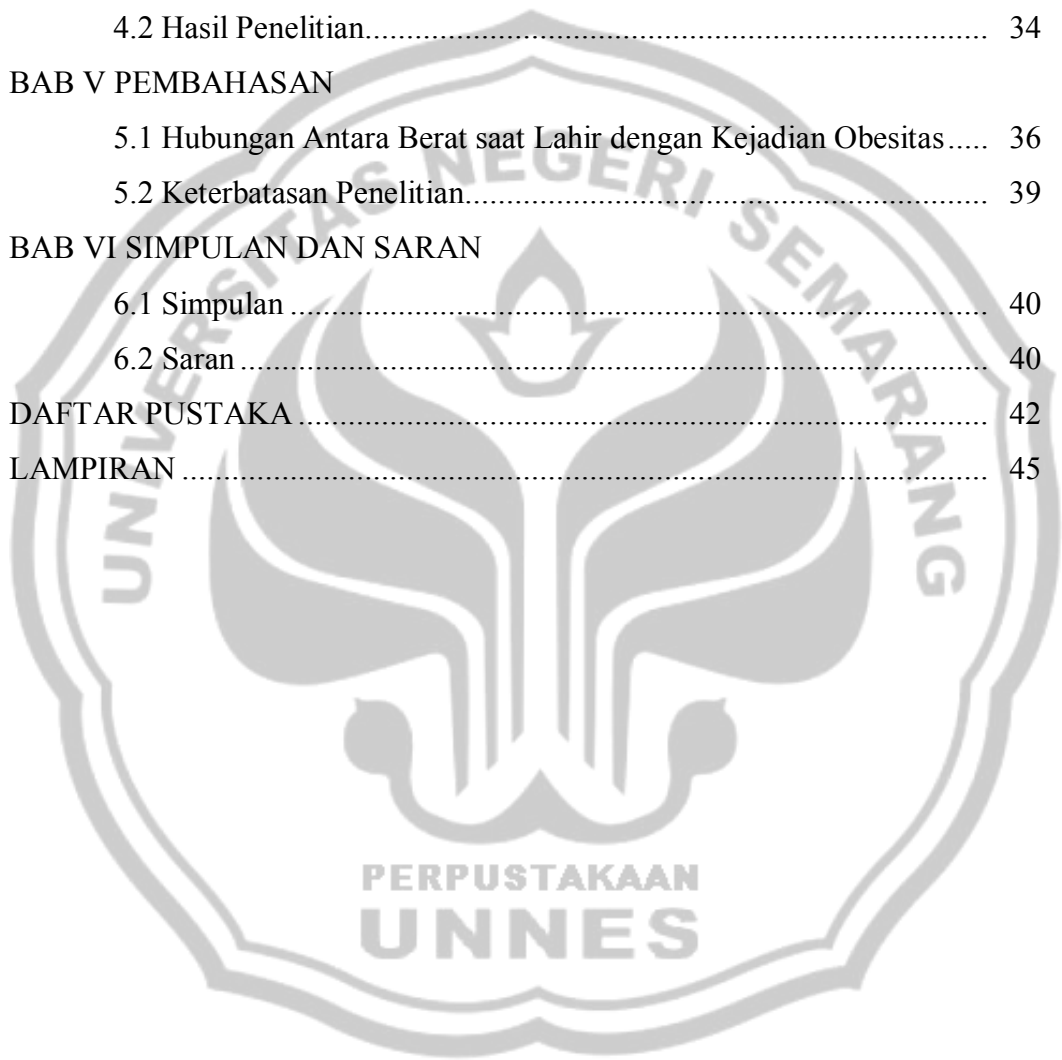 4.2 Hasil Penelitian........................................................................... 34
BAB V PEMBAHASAN
5.1 Hubungan Antara Berat saat Lahir dengan Kejadian Obesitas ..... 36
5.2 Keterbatasan Penelitian.............................................................. 39
BAB VI SIMPULAN DAN SARAN
6.1 Simpulan .................................................................................... 40
6.2 Saran .......................................................................................... 40
DAFTAR PUSTAKA ....................................................................... 42
LAMPIRAN ..................................................................................... 45
UNIVERSITAS NEGERI SEMARANG
PERPUSTAKAAN
UNNES